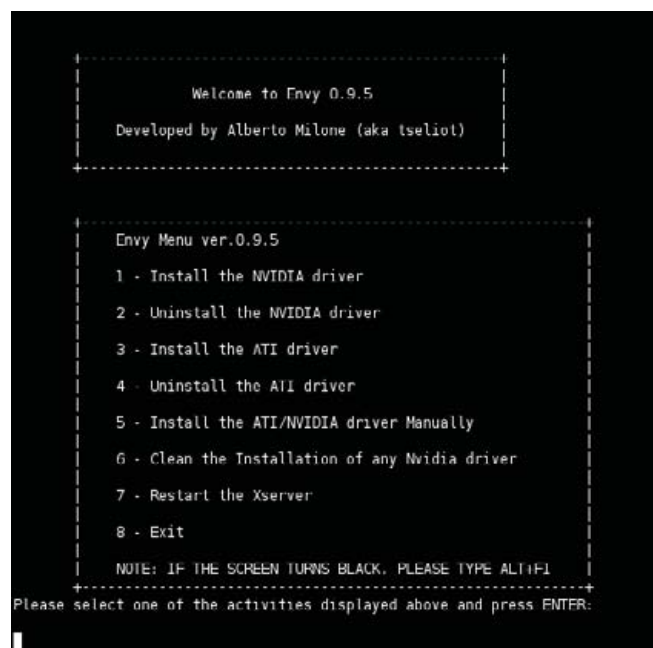 Welcome to Envy 0.9.5
Developed by Alberto Milone (aka tseliot)
Envy Menu ver.0.9.5
1 - Install the NVIDIA driver
2 - Uninstall the NVIDIA driver
3 - Install the ATI driver
4 - Uninstall the ATI driver
5 - Install the ATI/NVIDIA driver Manually
6 - Clean the Installation of any Nvidia driver
7 - Restart the Xserver
8 - Exit
NOTE: IF THE SCREEN TURNS BLACK. PLEASE TYPE ALT+F1
Please select one of the activities displayed above and press ENTER: